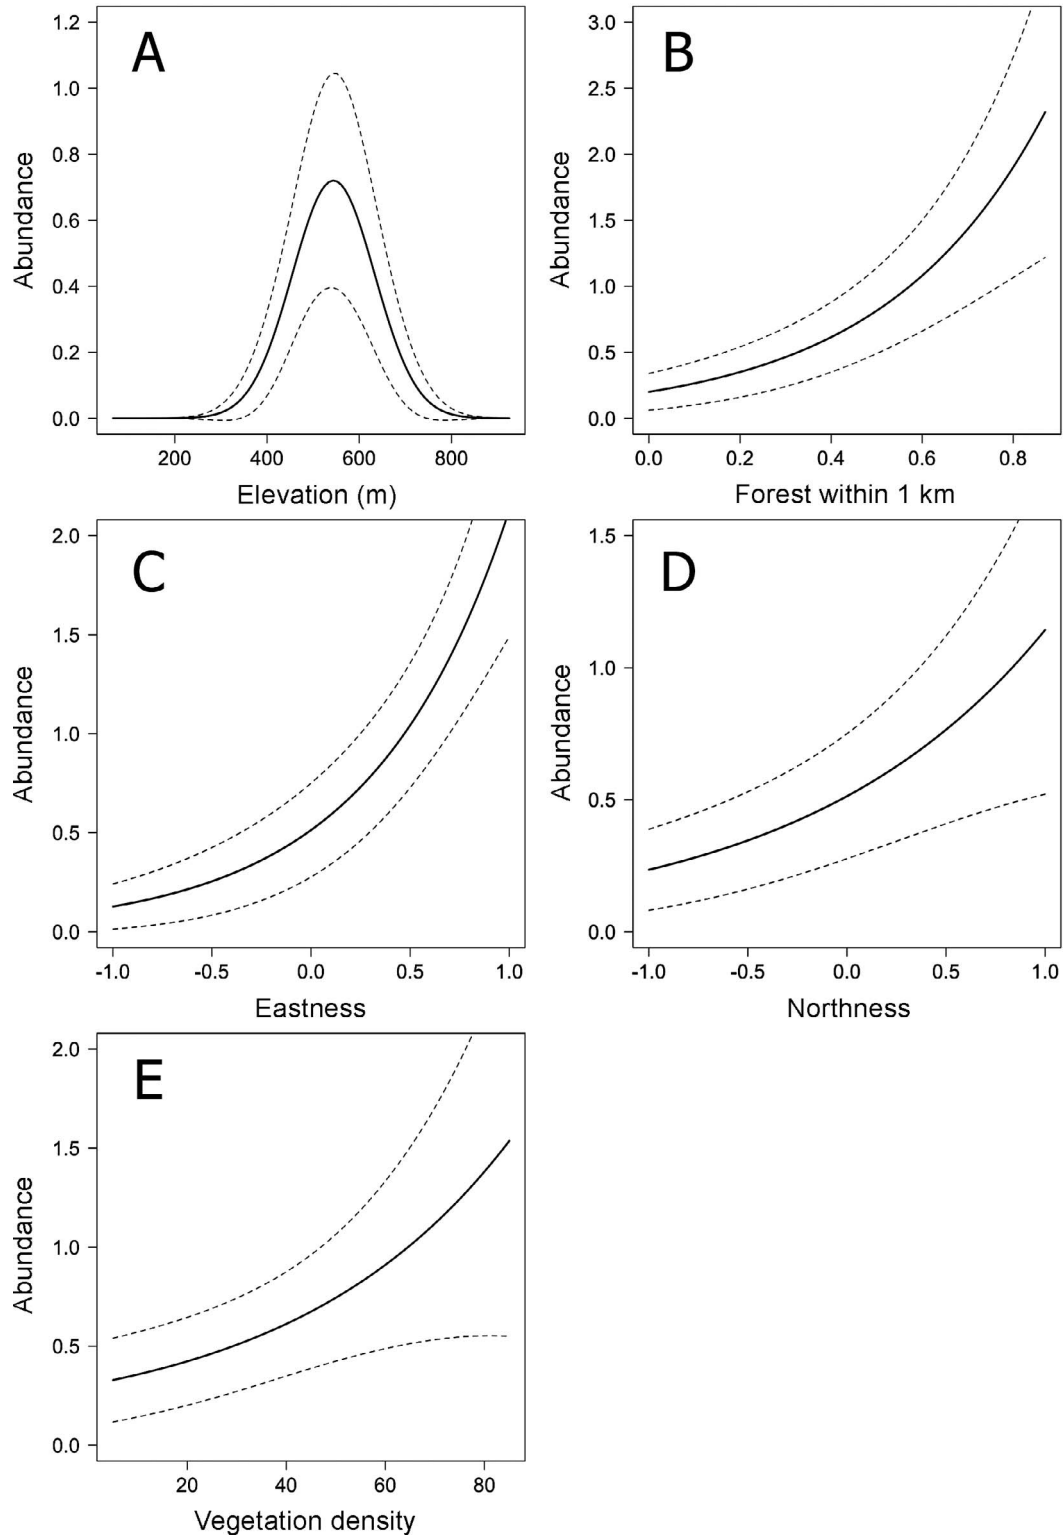 A
1.2
1.0
0.8
0.6
0.4
0.2
0.0
Abundance
200 400 600 800
Elevation (m)
B
3.0
2.5
2.0
1.5
1.0
0.5
0.0
Abundance
0.0 0.2 0.4 0.6 0.8
Forest within 1 km
C
2.0
1.5
1.0
0.5
0.0
Abundance
-1.0 -0.5 0.0 0.5 1.0
Eastness
D
1.5
1.0
0.5
0.0
Abundance
-1.0 -0.5 0.0 0.5 1.0
Northness
E
2.0
1.5
1.0
0.5
0.0
Abundance
20 40 60 80
Vegetation density